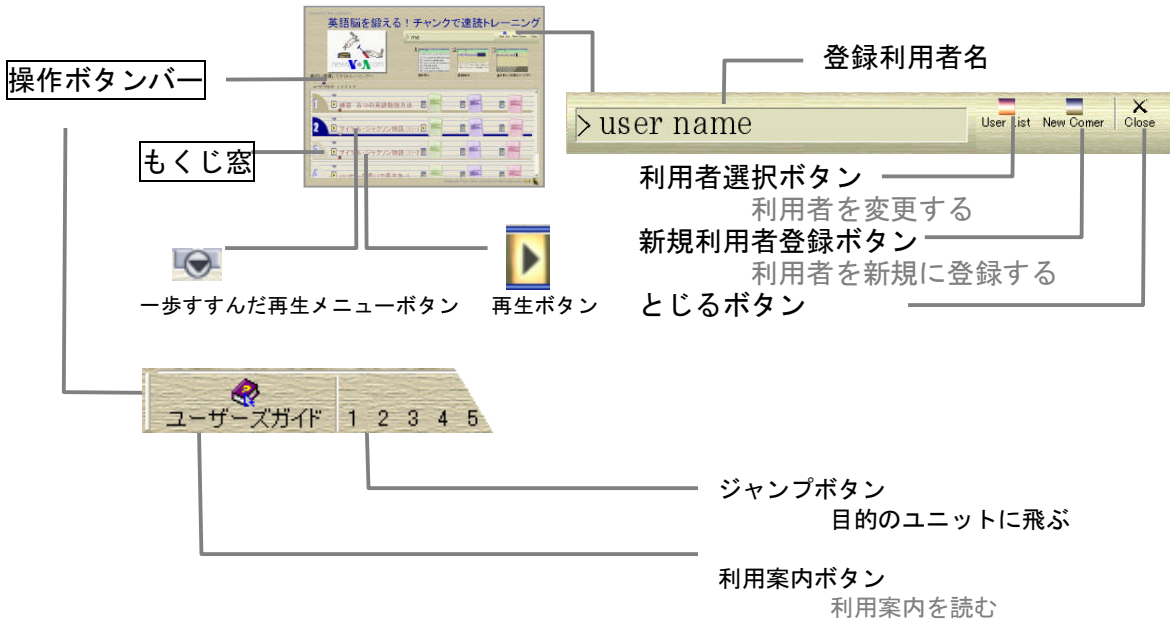 英語脳を鍛える！チャンクで速読トレーニング
> me
VOA
操作ボタンバー
登録利用者名
> user name
User List New Comer Close
もくじ窓
利用者選択ボタン
利用者を変更する
新規利用者登録ボタン
利用者を新規に登録する
とじるボタン
一歩すすんだ再生メニューボタン 再生ボタン
ユーザーズガイド 1 2 3 4 5
ジャンプボタン
目的のユニットに飛ぶ
利用案内ボタン
利用案内を読む